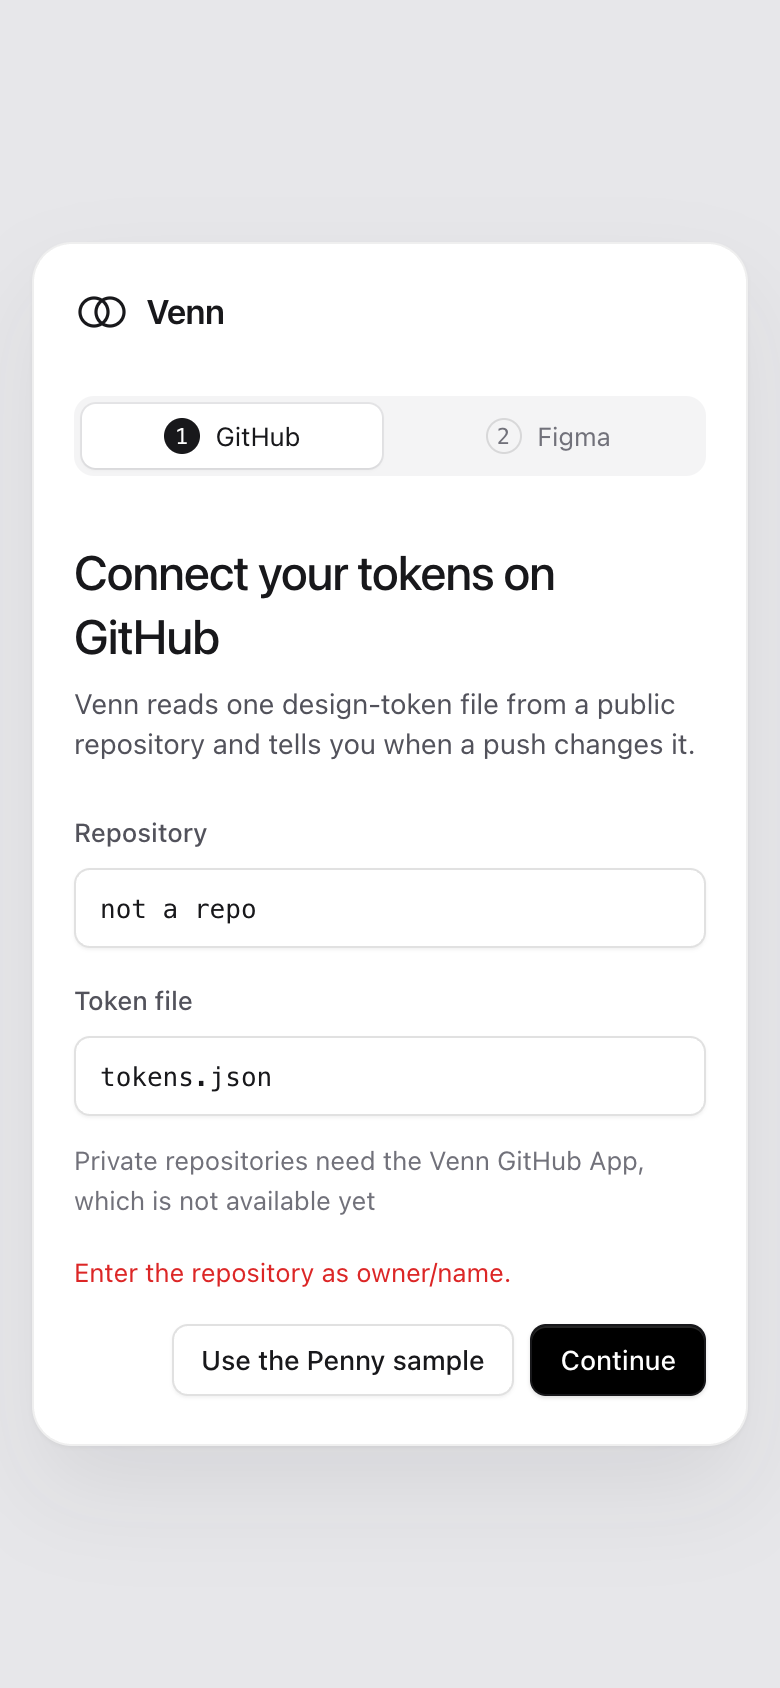 Venn
1 GitHub
2 Figma
Connect your tokens on
GitHub
Venn reads one design-token file from a public
repository and tells you when a push changes it.
Repository
not a repo
Token file
tokens.json
Private repositories need the Venn GitHub App,
which is not available yet
Enter the repository as owner/name.
Use the Penny sample
Continue